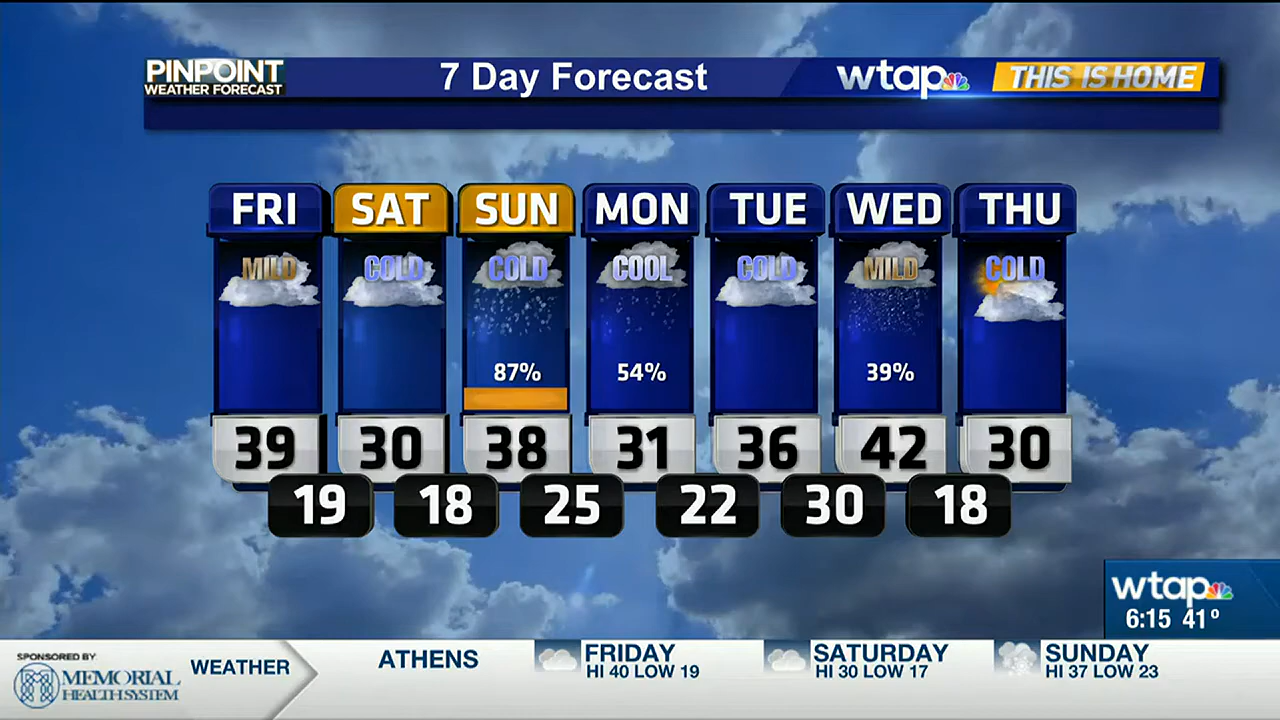 PINPOINT
WEATHER FORECAST
7 Day Forecast
wtap
THIS IS HOME
FRI SAT SUN MON TUE WED THU
MILD COLD COLD COOL COLD MILD COLD
87% 54% 39%
39 30 38 31 36 42 30
19 18 25 22 30 18
wtap
6:15 41°
SPONSORED BY
MEMORIAL
HEALTH SYSTEM
WEATHER
ATHENS
FRIDAY
HI 40 LOW 19
SATURDAY
HI 30 LOW 17
SUNDAY
HI 37 LOW 23